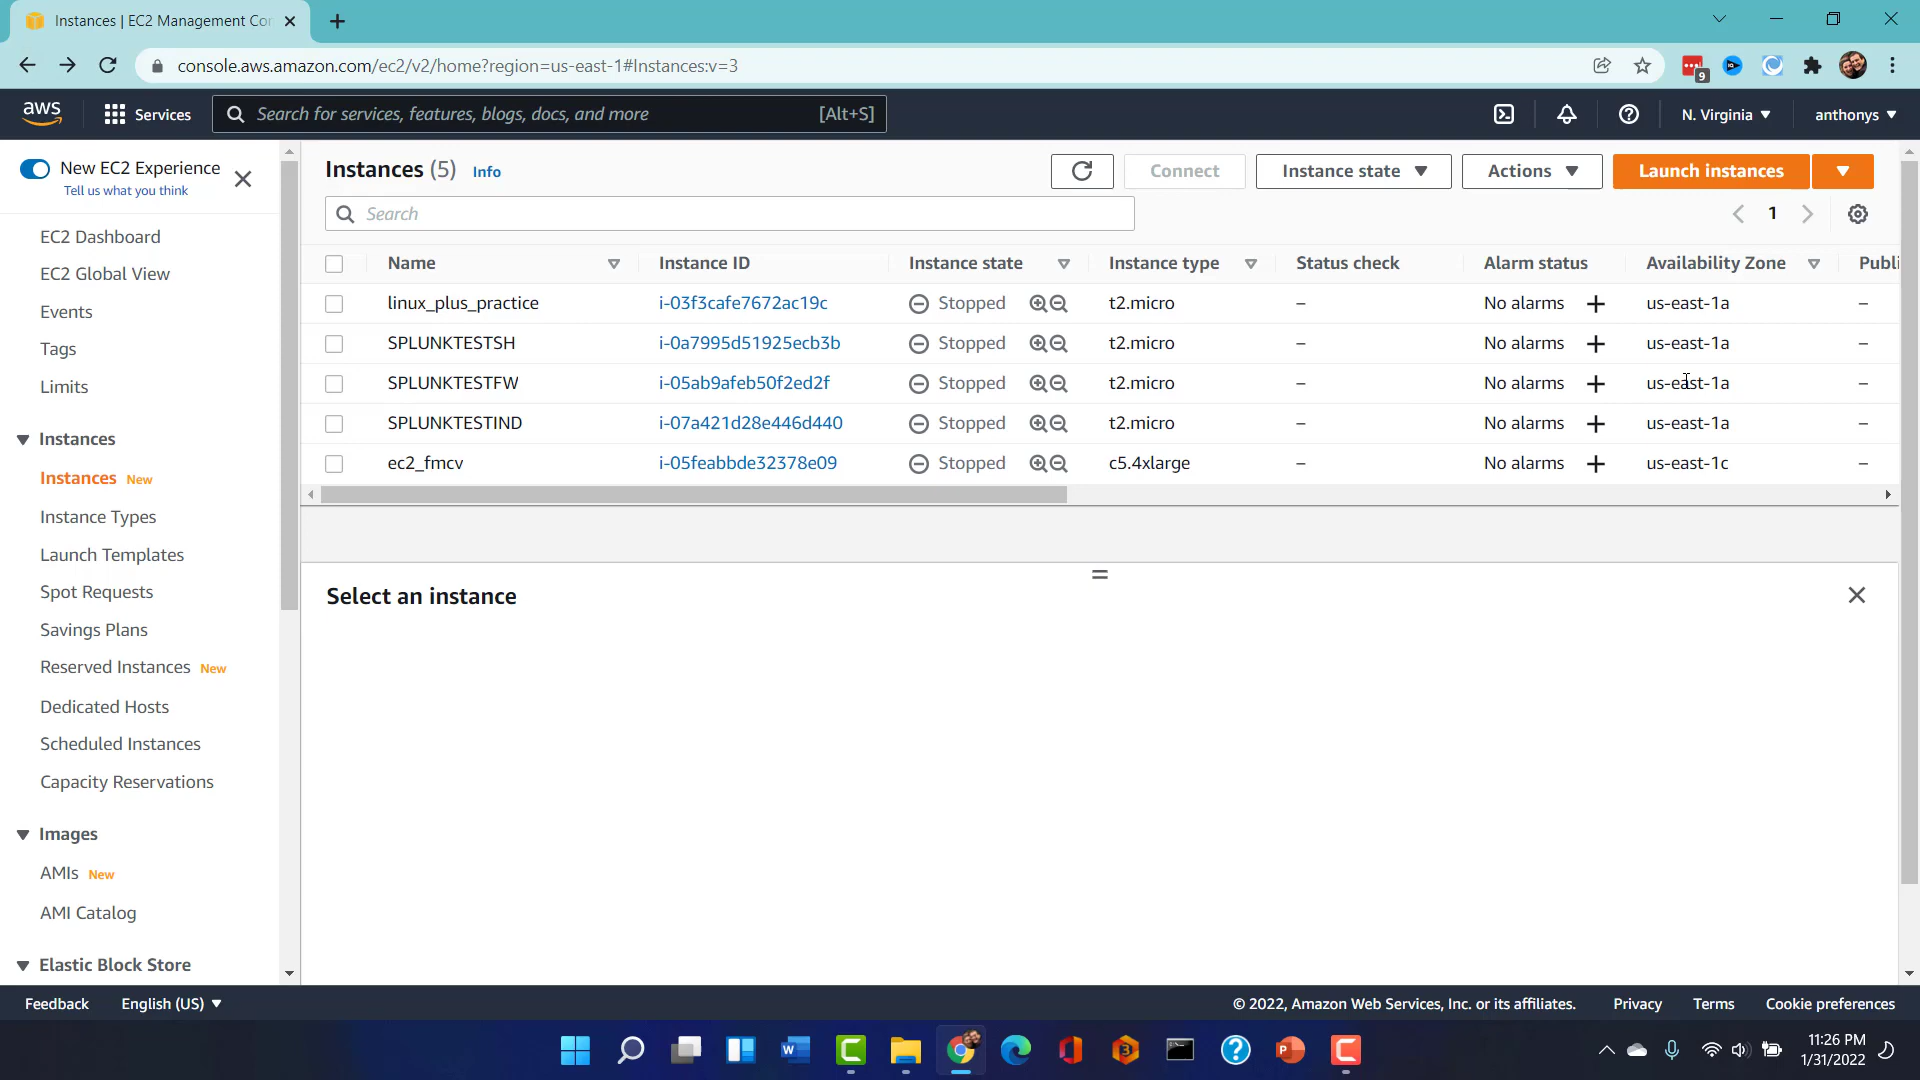 Instances | EC2 Management Con
console.aws.amazon.com/ec2/v2/home?region=us-east-1#Instances:v=3
9
aws
Services
Search for services, features, blogs, docs, and more
[Alt+S]
N. Virginia
anthonys
New EC2 Experience
Tell us what you think
EC2 Dashboard
EC2 Global View
Events
Tags
Limits
Instances
Instances New
Instance Types
Launch Templates
Spot Requests
Savings Plans
Reserved Instances New
Dedicated Hosts
Scheduled Instances
Capacity Reservations
Images
AMIs New
AMI Catalog
Elastic Block Store
Instances (5) Info
Connect
Instance state
Actions
Launch instances
Search
1
Name Instance ID Instance state Instance type Status check Alarm status Availability Zone Publi
linux_plus_practice i-03f3cafe7672ac19c Stopped t2.micro – No alarms + us-east-1a –
SPLUNKTESTSH i-0a7995d51925ecb3b Stopped t2.micro – No alarms + us-east-1a –
SPLUNKTESTFW i-05ab9afeb50f2ed2f Stopped t2.micro – No alarms + us-east-1a –
SPLUNKTESTIND i-07a421d28e446d440 Stopped t2.micro – No alarms + us-east-1a –
ec2_fmcv i-05feabbde32378e09 Stopped c5.4xlarge – No alarms + us-east-1c –
Select an instance
Feedback English (US)
© 2022, Amazon Web Services, Inc. or its affiliates. Privacy Terms Cookie preferences
11:26 PM
1/31/2022